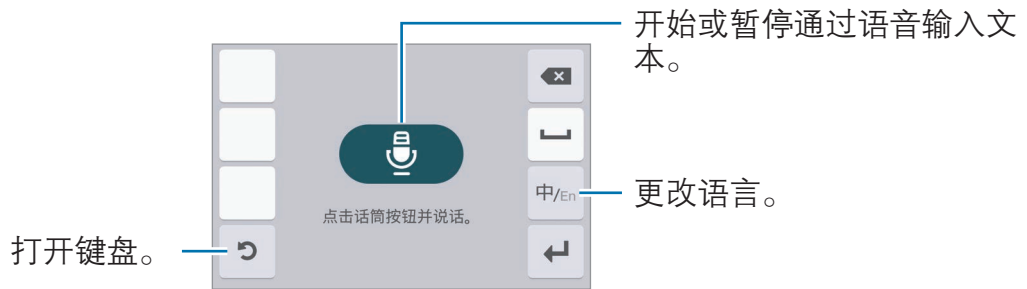 开始或暂停通过语音输入文
本。
中/En
更改语言。
点击话筒按钮并说话。
打开键盘。